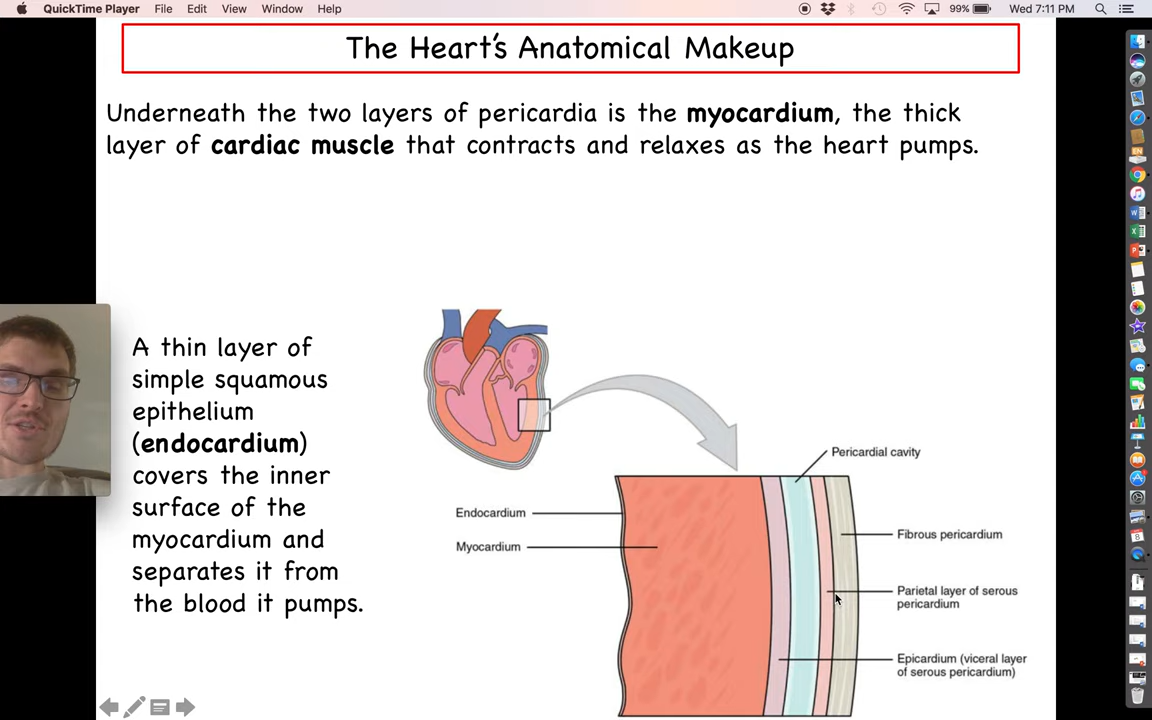 QuickTime Player File Edit View Window Help 99% Wed 7:11 PM
The Heart's Anatomical Makeup
Underneath the two layers of pericardia is the myocardium, the thick
layer of cardiac muscle that contracts and relaxes as the heart pumps.
A thin layer of
simple squamous
epithelium
(endocardium)
covers the inner
surface of the
myocardium and
separates it from
the blood it pumps.
Pericardial cavity
Endocardium
Myocardium
Fibrous pericardium
Parietal layer of serous
pericardium
Epicardium (visceral layer
of serous pericardium)